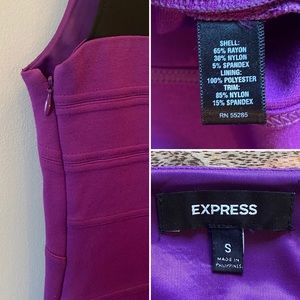 SHELL:
65% RAYON
30% NYLON
5% SPANDEX
LINING:
100% POLYESTER
TRIM:
85% NYLON
15% SPANDEX
RN 55285
EXPRESS
S
MADE IN
PHILIPPINES